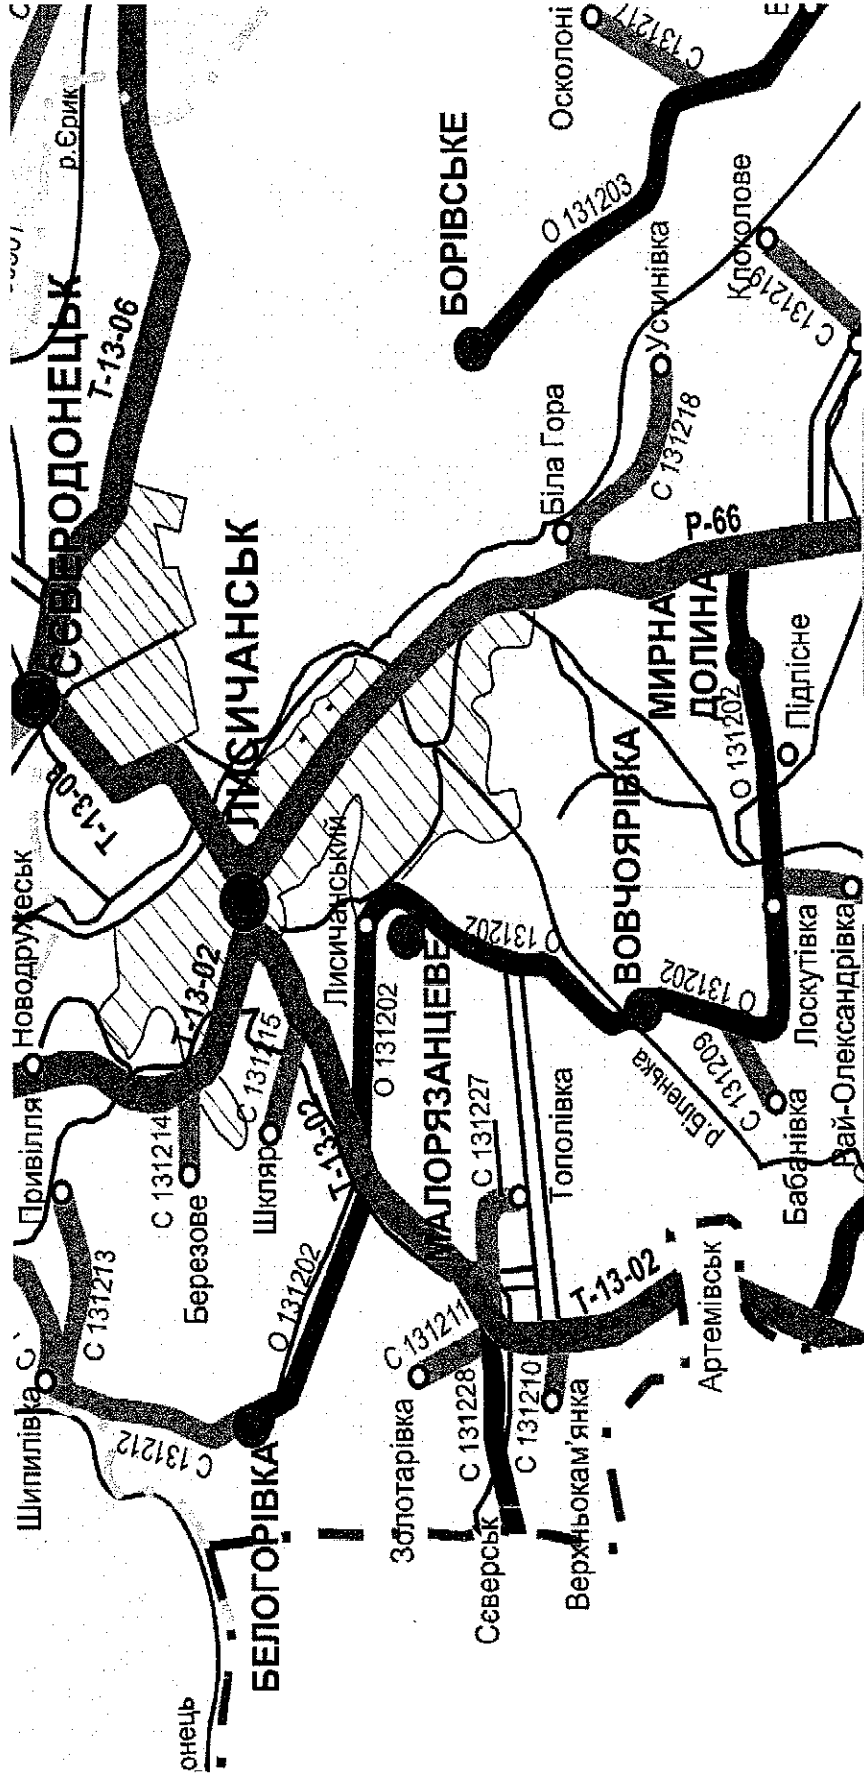 р.Єрик
СЄВЕРОДОНЕЦЬК
Т-13-06
Т-13-08
Новодружеськ
Привілля
Шипилівка
С 131213
С 131212
С 131214
Березове
Т-13-02
ЛИСИЧАНСЬК
С 131215
Шкляр
Т-13-02
О 131202
БЕЛОГОРІВКА
онець
БОРІВСЬКЕ
О 131203
Осколоні
С 131217
Клоколове
С 131219
Устинівка
С 131218
Біла Гора
Р-66
Лисичанський
О 131202
МАЛОРЯЗАНЦЕВЕ
О 131202
МИРНА
ДОЛИНА
О 131202
Підлісне
ВОВЧОЯРІВКА
О 131202
С 131209
Лоскутівка
Бабанівка
р.Біленька
С 131227
Тополівка
С 131211
Золотарівка
С 131228
С 131210
Сєверськ
Верхньокам'янка
Т-13-02
Артемівськ